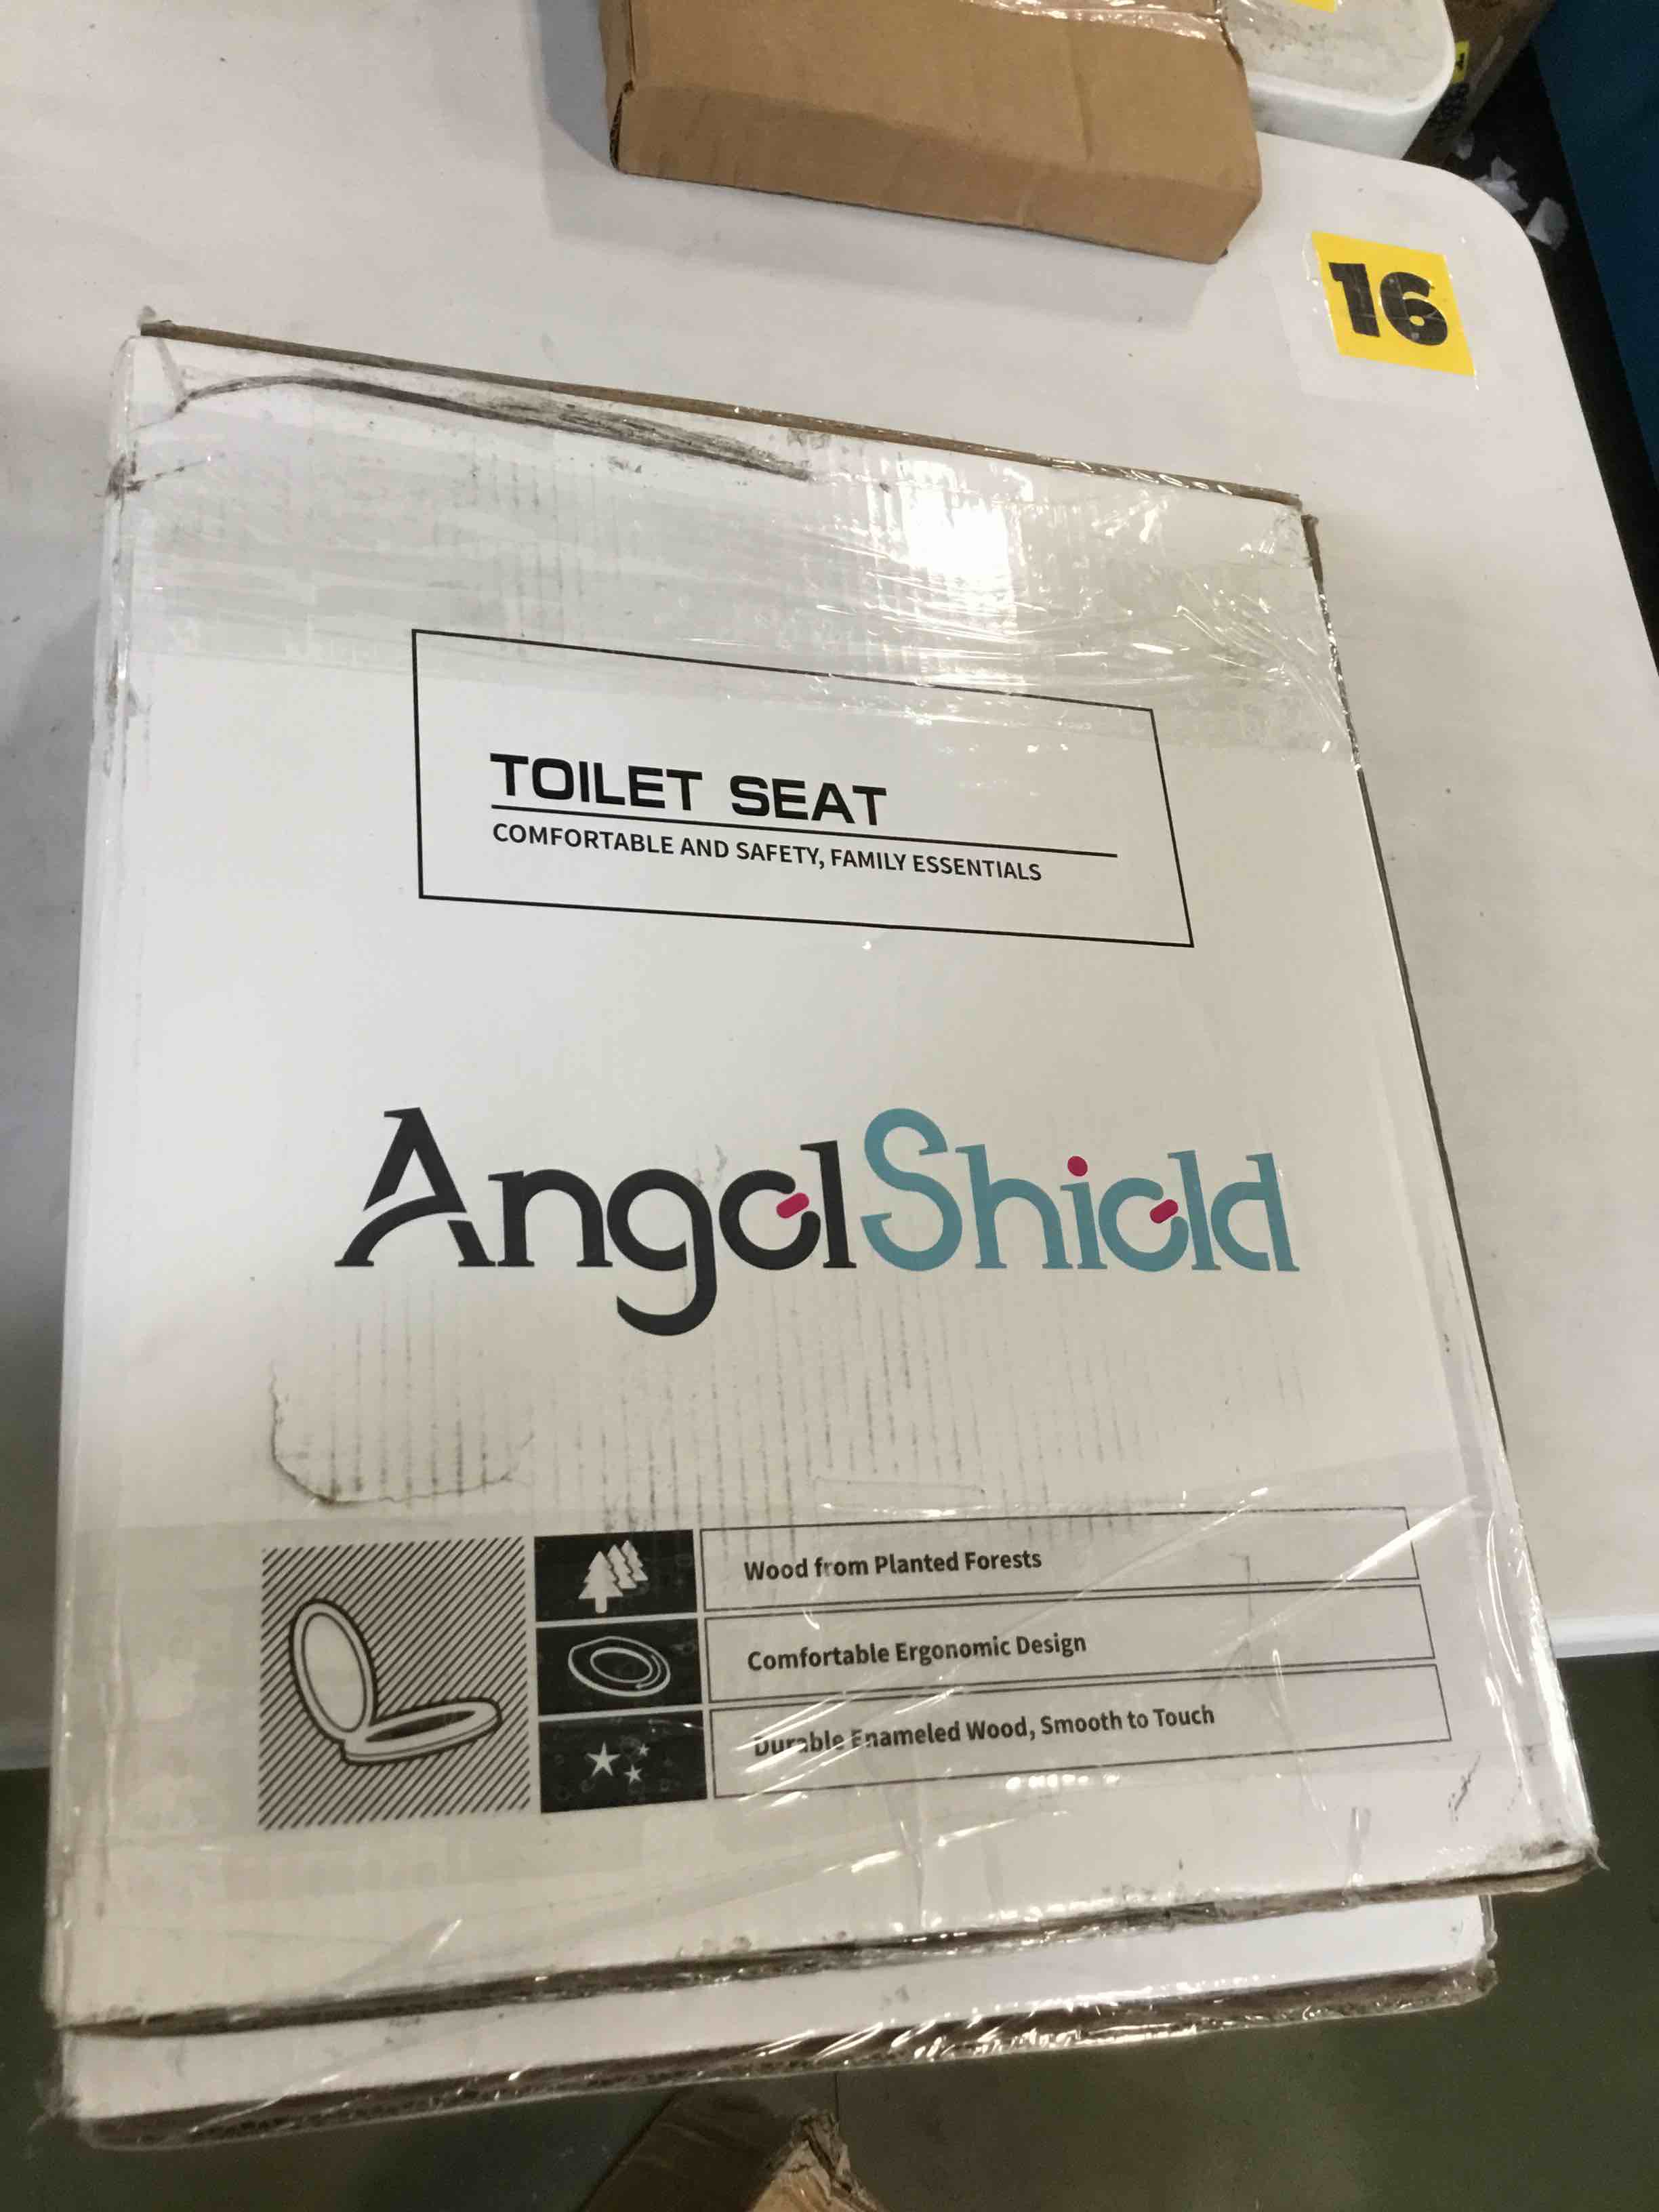 16
TOILET SEAT
COMFORTABLE AND SAFETY, FAMILY ESSENTIALS
AngelShield
Wood from Planted Forests
Comfortable Ergonomic Design
Durable Enameled Wood, Smooth to Touch